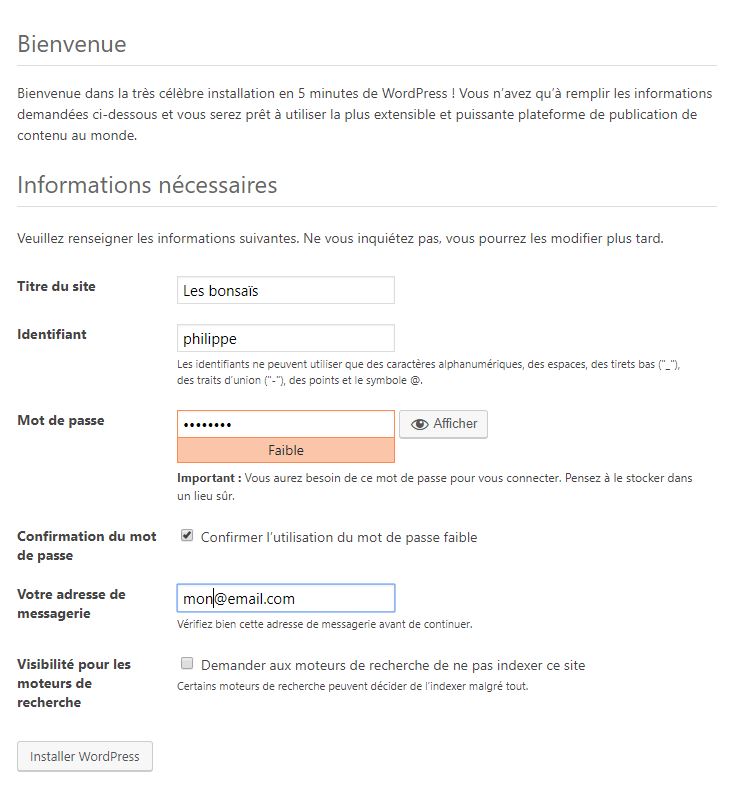 Bienvenue
Bienvenue dans la très célèbre installation en 5 minutes de WordPress ! Vous n’avez qu’à remplir les informations
demandées ci-dessous et vous serez prêt à utiliser la plus extensible et puissante plateforme de publication de
contenu au monde.
Informations nécessaires
Veuillez renseigner les informations suivantes. Ne vous inquiétez pas, vous pourrez les modifier plus tard.
Titre du site
Les bonsaïs
Identifiant
philippe
Les identifiants ne peuvent utiliser que des caractères alphanumériques, des espaces, des tirets bas ("_"),
des traits d’union ("-"), des points et le symbole @.
Mot de passe
••••••••
Afficher
Faible
Important : Vous aurez besoin de ce mot de passe pour vous connecter. Pensez à le stocker dans
un lieu sûr.
Confirmation du mot
de passe
Confirmer l’utilisation du mot de passe faible
Votre adresse de
messagerie
mon@email.com
Vérifiez bien cette adresse de messagerie avant de continuer.
Visibilité pour les
moteurs de
recherche
Demander aux moteurs de recherche de ne pas indexer ce site
Certains moteurs de recherche peuvent décider de l’indexer malgré tout.
Installer WordPress